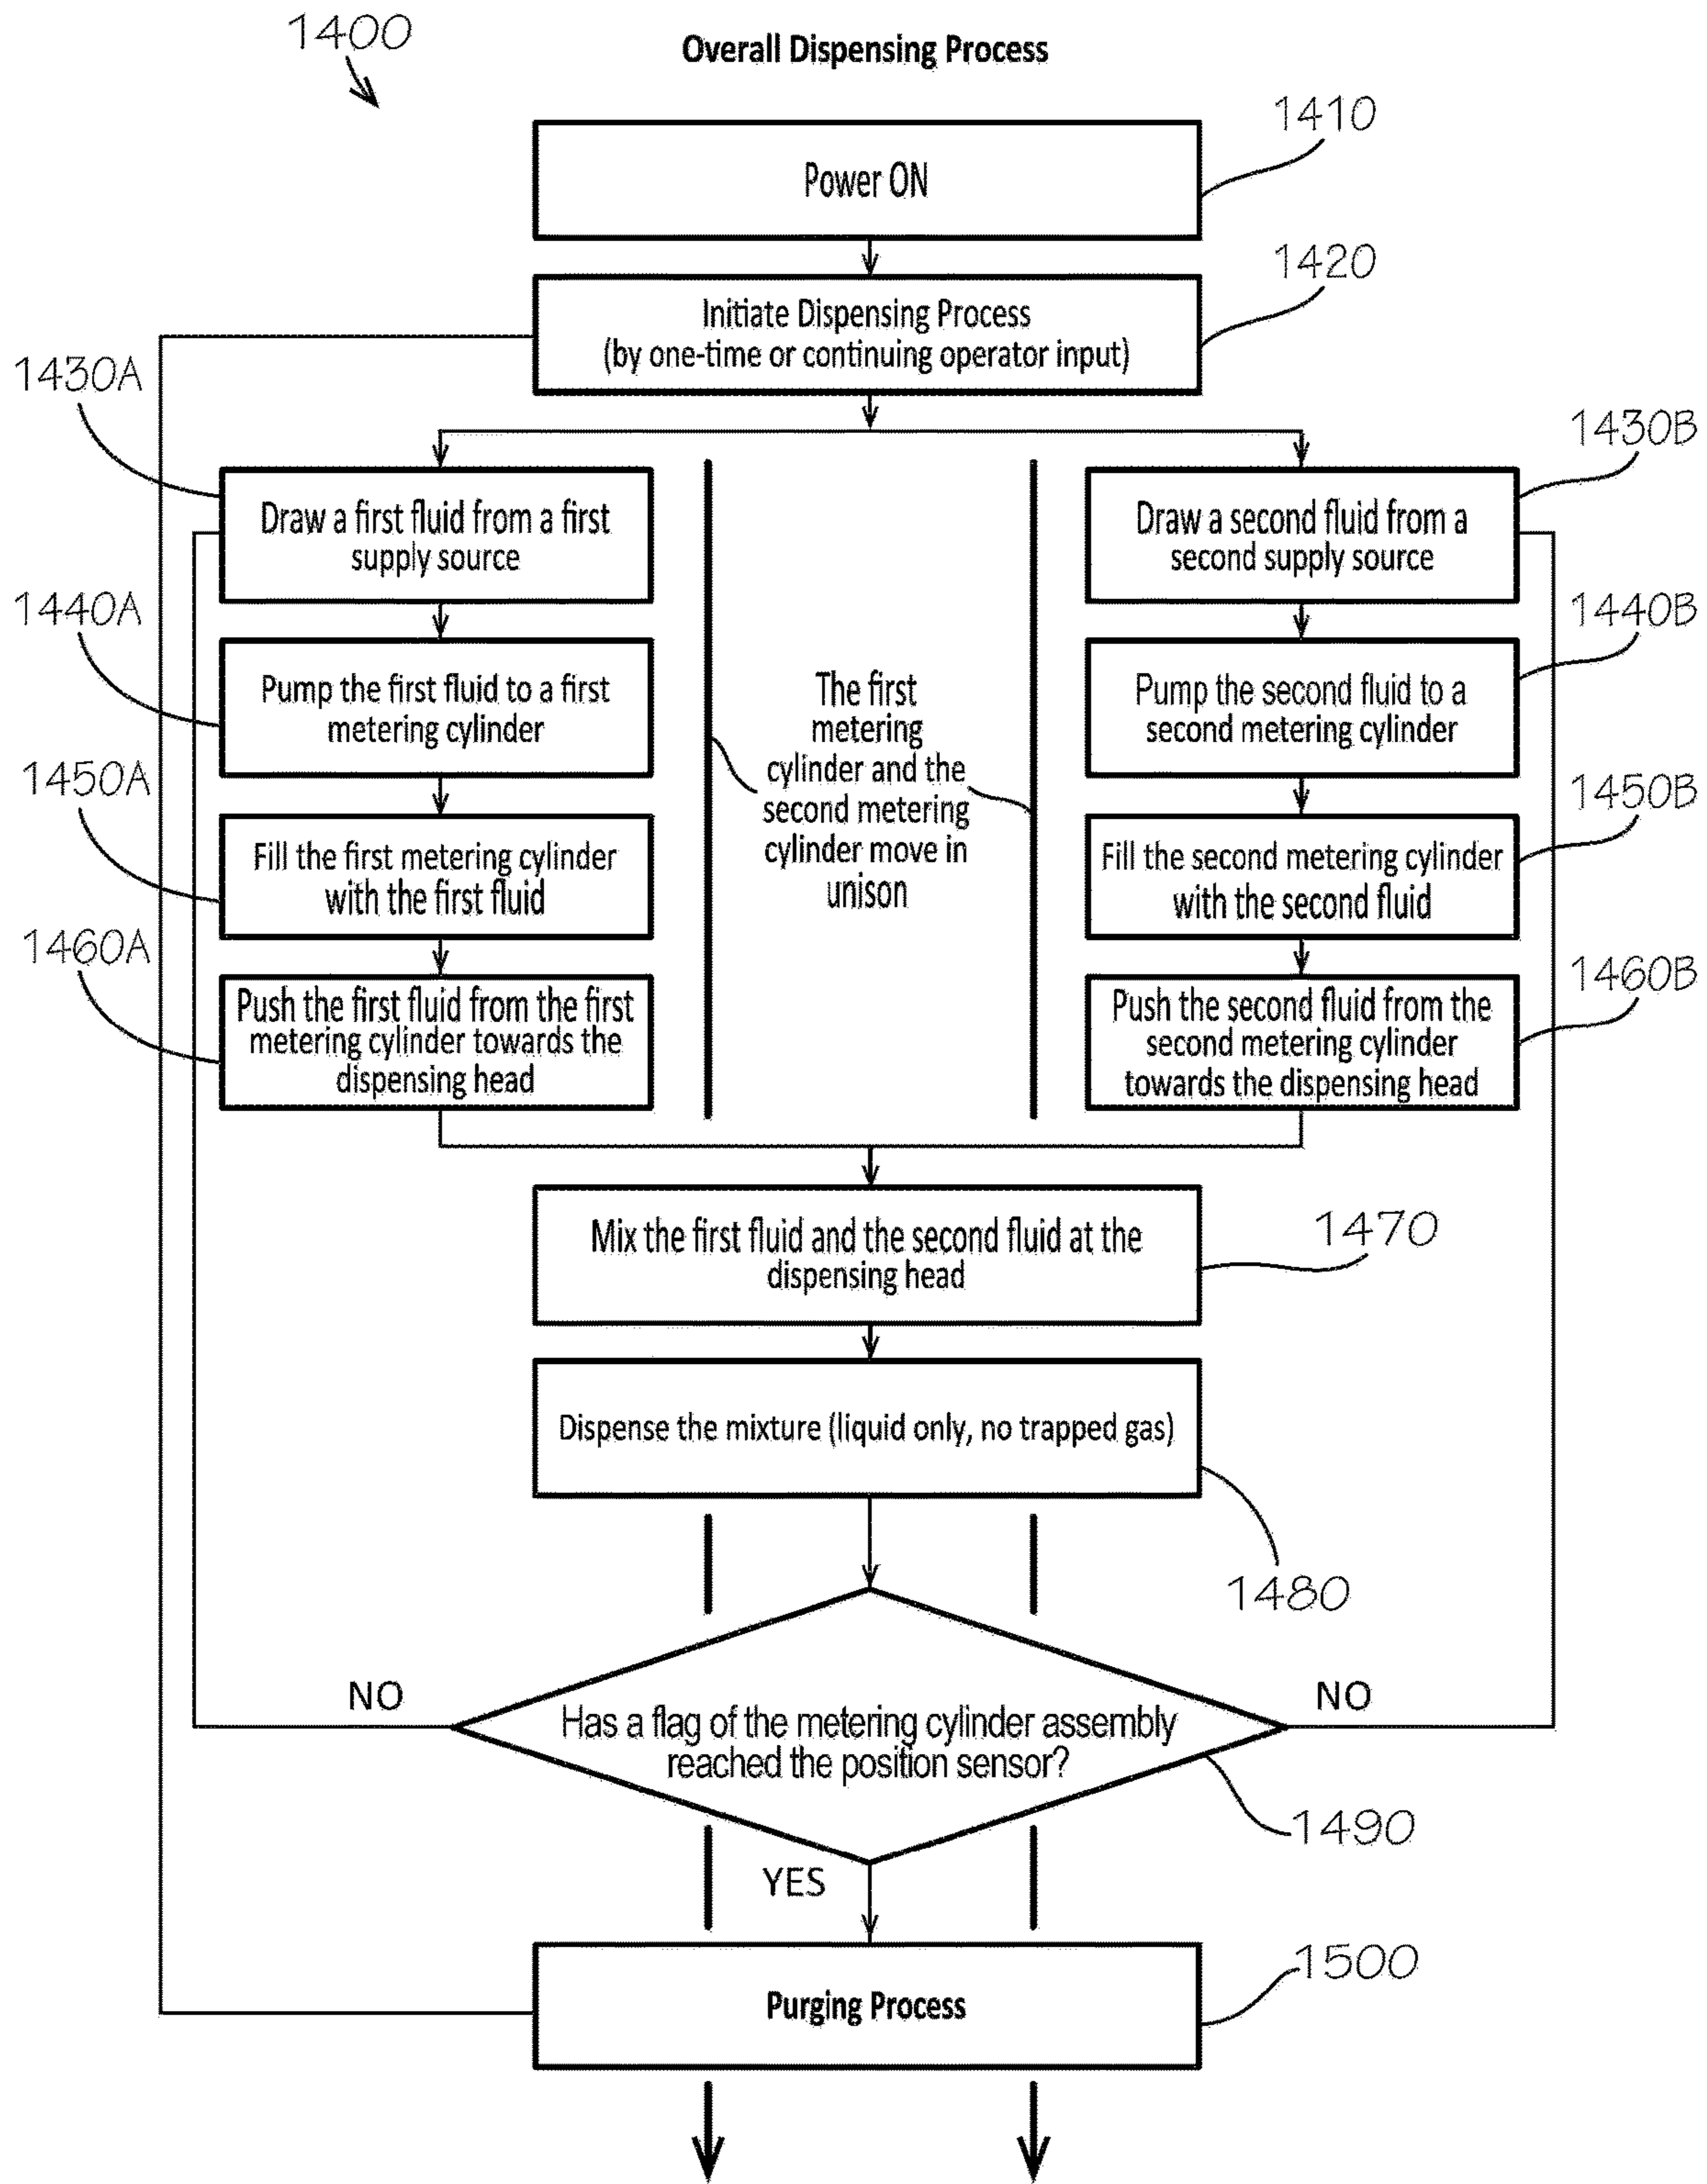 1400
Overall Dispensing Process
1410
Power ON
1420
Initiate Dispensing Process
(by one-time or continuing operator input)
1430A
Draw a first fluid from a first
supply source
1430B
Draw a second fluid from a
second supply source
1440A
Pump the first fluid to a first
metering cylinder
The first
metering
cylinder and the
second metering
cylinder move in
unison
1440B
Pump the second fluid to a
second metering cylinder
1450A
Fill the first metering cylinder
with the first fluid
1450B
Fill the second metering cylinder
with the second fluid
1460A
Push the first fluid from the first
metering cylinder towards the
dispensing head
1460B
Push the second fluid from the
second metering cylinder
towards the dispensing head
Mix the first fluid and the second fluid at the
dispensing head
1470
Dispense the mixture (liquid only, no trapped gas)
1480
NO
NO
Has a flag of the metering cylinder assembly
reached the position sensor?
1490
YES
1500
Purging Process